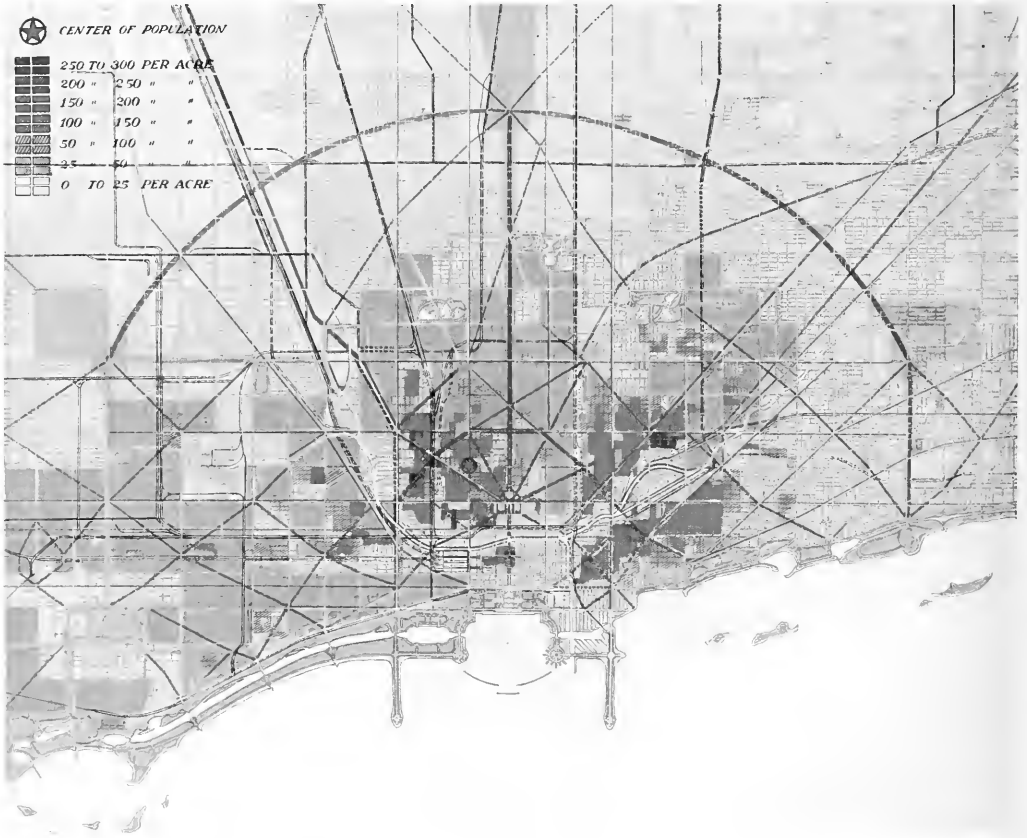 CENTER OF POPULATION
250 TO 300 PER ACRE
200 " 250 " "
150 " 200 " "
100 " 150 " "
50 " 100 " "
25 " 50 " "
0 TO 25 PER ACRE